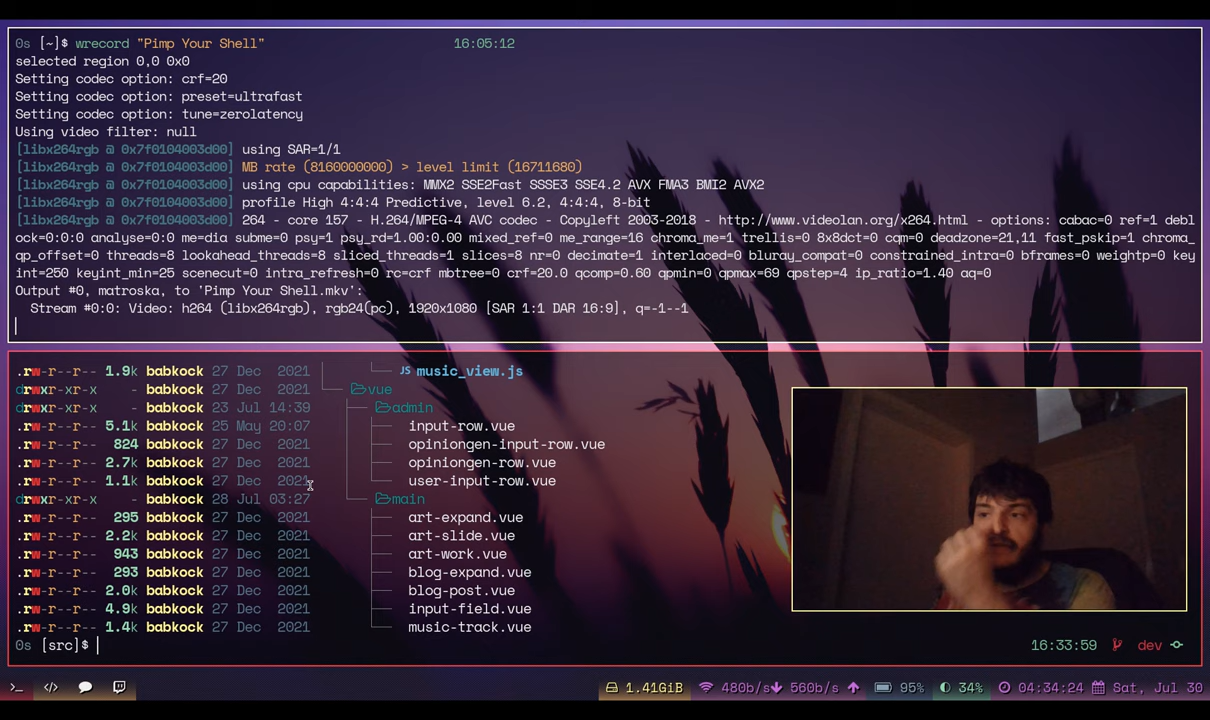 0s [~]$ wrecord "Pimp Your Shell" 16:05:12
selected region 0,0 0x0
Setting codec option: crf=20
Setting codec option: preset=ultrafast
Setting codec option: tune=zerolatency
Using video filter: null
[libx264rgb @ 0x7f0104003d00] using SAR=1/1
[libx264rgb @ 0x7f0104003d00] MB rate (8160000000) > level limit (16711680)
[libx264rgb @ 0x7f0104003d00] using cpu capabilities: MMX2 SSE2Fast SSSE3 SSE4.2 AVX FMA3 BMI2 AVX2
[libx264rgb @ 0x7f0104003d00] profile High 4:4:4 Predictive, level 6.2, 4:4:4, 8-bit
[libx264rgb @ 0x7f0104003d00] 264 - core 157 - H.264/MPEG-4 AVC codec - Copyleft 2003-2018 - http://www.videolan.org/x264.html - options: cabac=0 ref=1 debl
ock=0:0:0 analyse=0:0 me=dia subme=0 psy=1 psy_rd=1.00:0.00 mixed_ref=0 me_range=16 chroma_me=1 trellis=0 8x8dct=0 cqm=0 deadzone=21,11 fast_pskip=1 chroma_
qp_offset=0 threads=8 lookahead_threads=8 sliced_threads=1 slices=8 nr=0 decimate=1 interlaced=0 bluray_compat=0 constrained_intra=0 bframes=0 weightp=0 key
int=250 keyint_min=25 scenecut=0 intra_refresh=0 rc=crf mbtree=0 crf=20.0 qcomp=0.60 qpmin=0 qpmax=69 qpstep=4 ip_ratio=1.40 aq=0
Output #0, matroska, to 'Pimp Your Shell.mkv':
Stream #0:0: Video: h264 (libx264rgb), rgb24(pc), 1920x1080 [SAR 1:1 DAR 16:9], q=-1--1
.rw-r--r-- 1.9k babkock 27 Dec 2021 JS music_view.js
drwxr-xr-x - babkock 27 Dec 2021 vue
drwxr-xr-x - babkock 23 Jul 14:39 admin
.rw-r--r-- 5.1k babkock 25 May 20:07 input-row.vue
.rw-r--r-- 824 babkock 27 Dec 2021 opiniongen-input-row.vue
.rw-r--r-- 2.7k babkock 27 Dec 2021 opiniongen-row.vue
.rw-r--r-- 1.1k babkock 27 Dec 2021 user-input-row.vue
drwxr-xr-x - babkock 28 Jul 03:27 main
.rw-r--r-- 295 babkock 27 Dec 2021 art-expand.vue
.rw-r--r-- 2.2k babkock 27 Dec 2021 art-slide.vue
.rw-r--r-- 943 babkock 27 Dec 2021 art-work.vue
.rw-r--r-- 293 babkock 27 Dec 2021 blog-expand.vue
.rw-r--r-- 2.0k babkock 27 Dec 2021 blog-post.vue
.rw-r--r-- 4.9k babkock 27 Dec 2021 input-field.vue
.rw-r--r-- 1.4k babkock 27 Dec 2021 music-track.vue
0s [src]$ 16:33:59 dev
1.41GiB 480b/s 560b/s 95% 34% 04:34:24 Sat, Jul 30